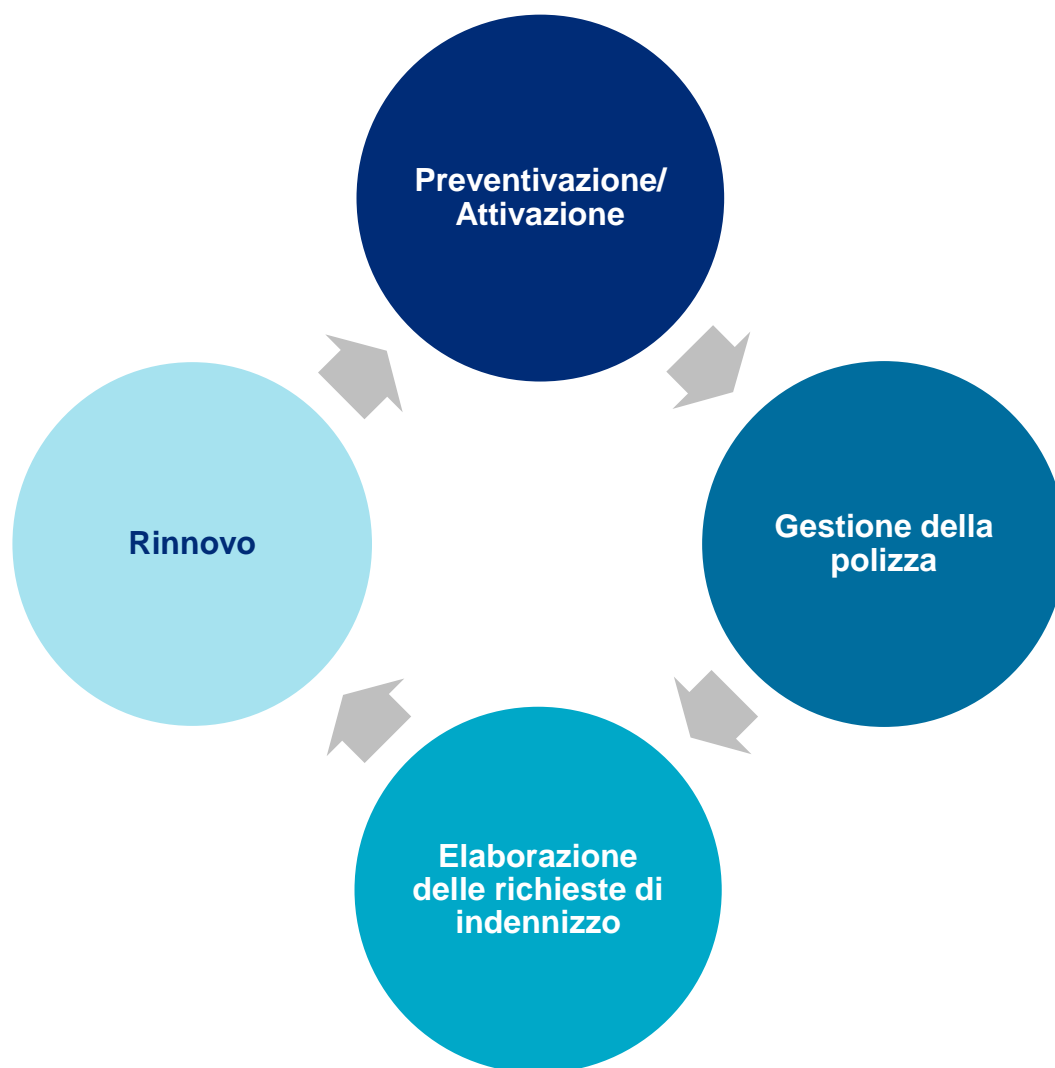 Preventivazione/
Attivazione
Gestione della
polizza
Elaborazione
delle richieste di
indennizzo
Rinnovo